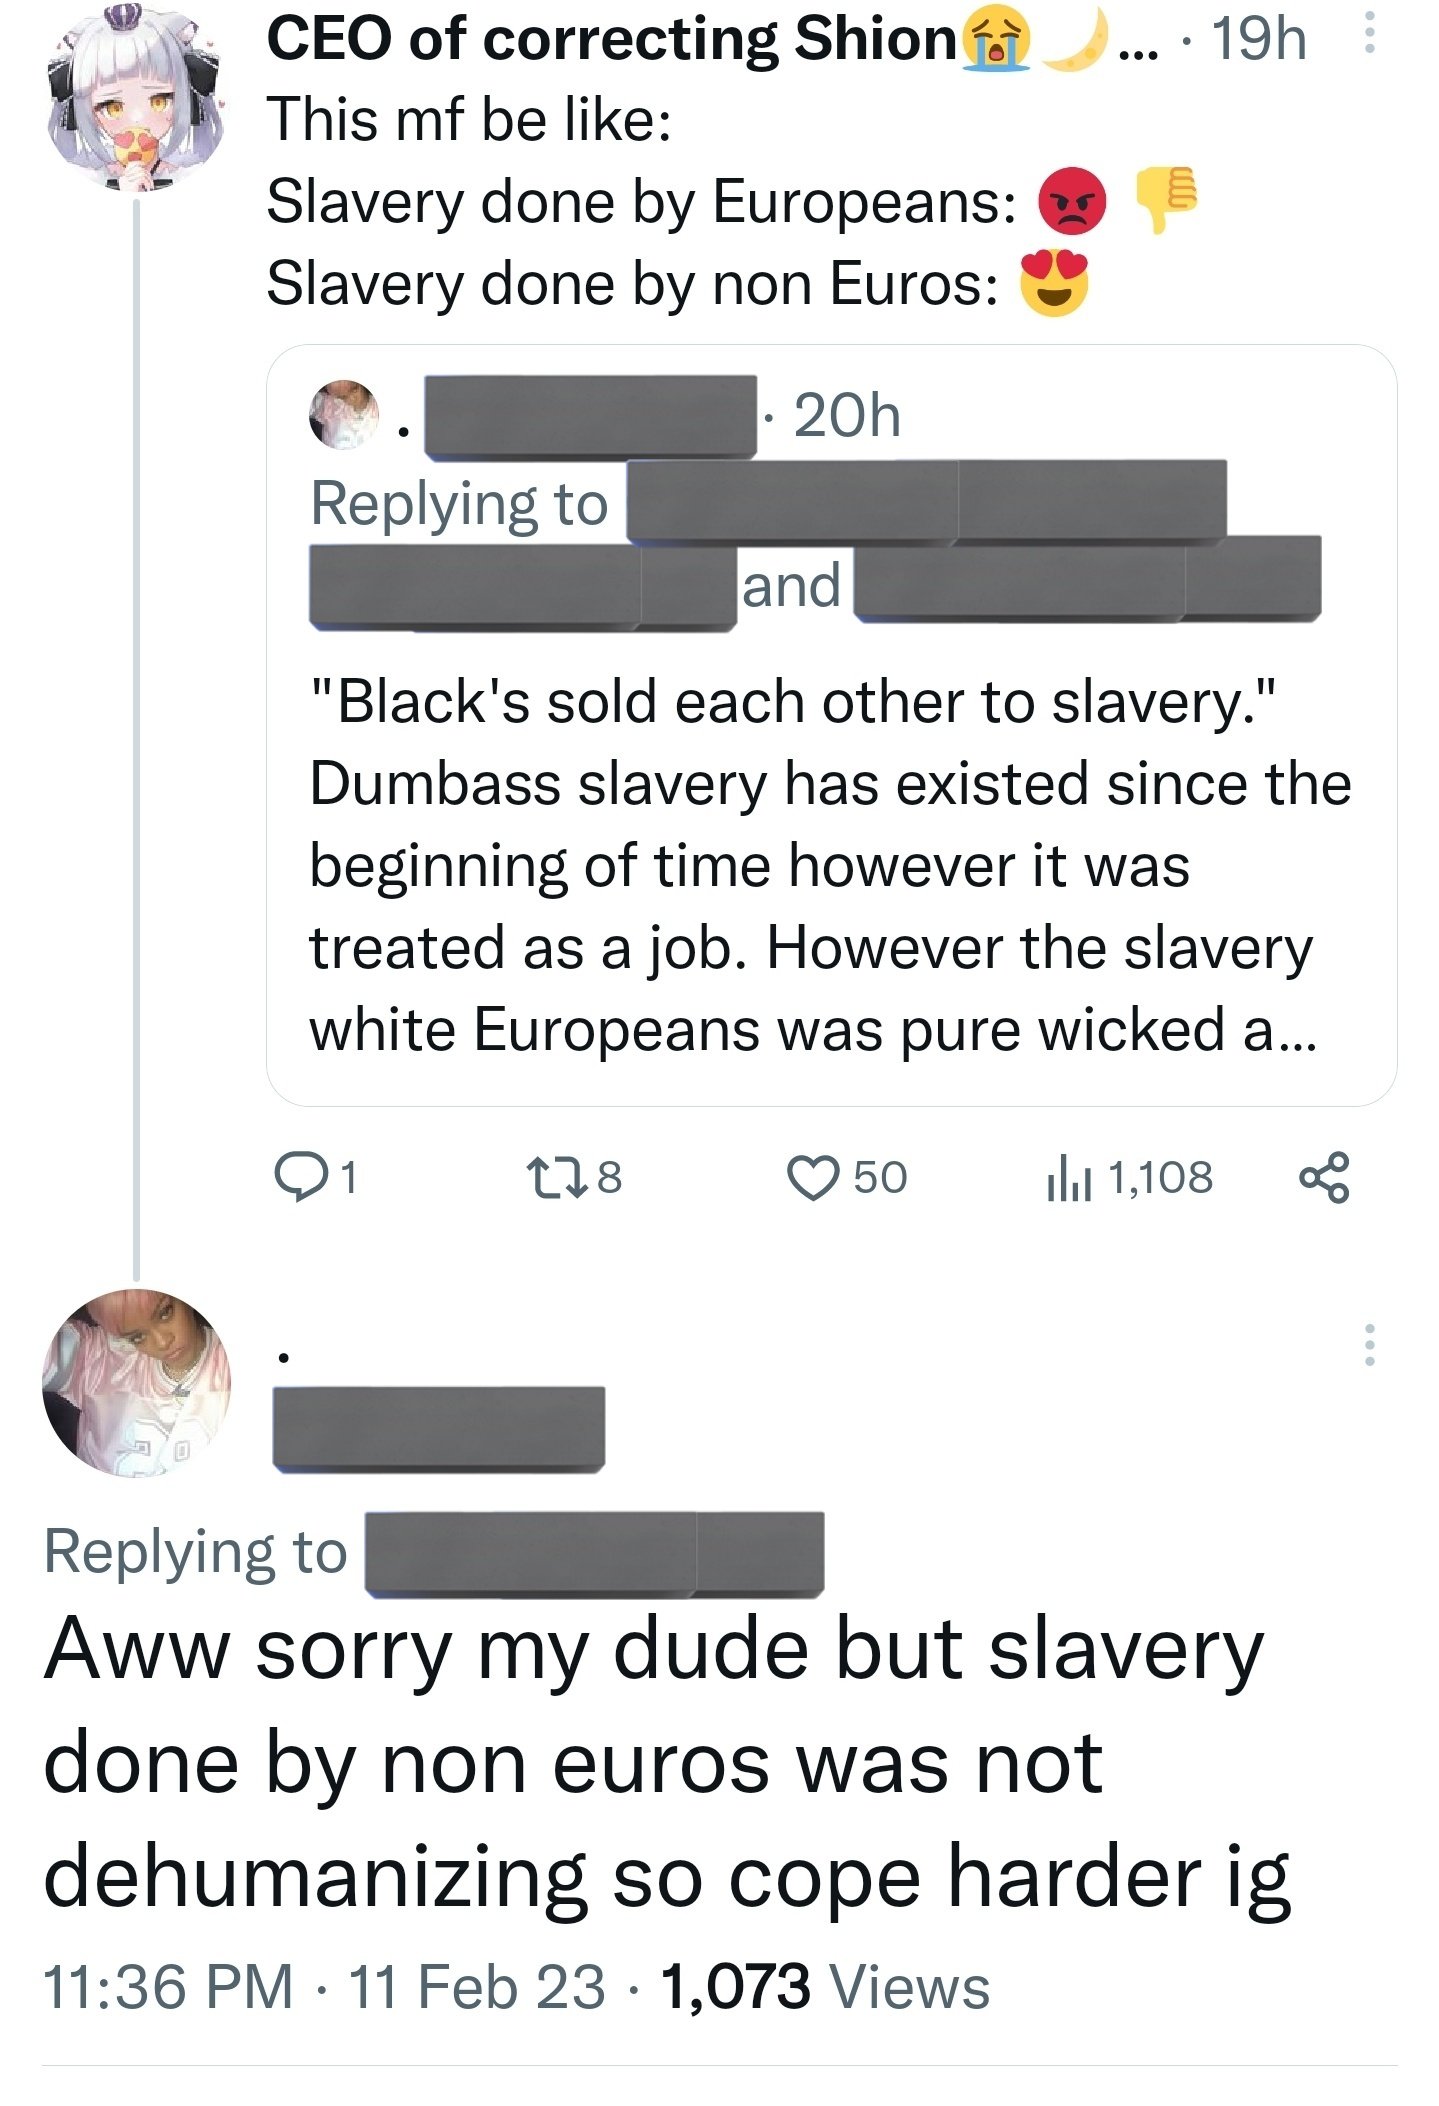 CEO of correcting Shion😭🌙... · 19h
This mf be like:
Slavery done by Europeans: 😡 👎
Slavery done by non Euros: 😍
. · 20h
Replying to
and
"Black's sold each other to slavery."
Dumbass slavery has existed since the
beginning of time however it was
treated as a job. However the slavery
white Europeans was pure wicked a...
1 8 50 1,108
.
Replying to
Aww sorry my dude but slavery
done by non euros was not
dehumanizing so cope harder ig
11:36 PM · 11 Feb 23 · 1,073 Views